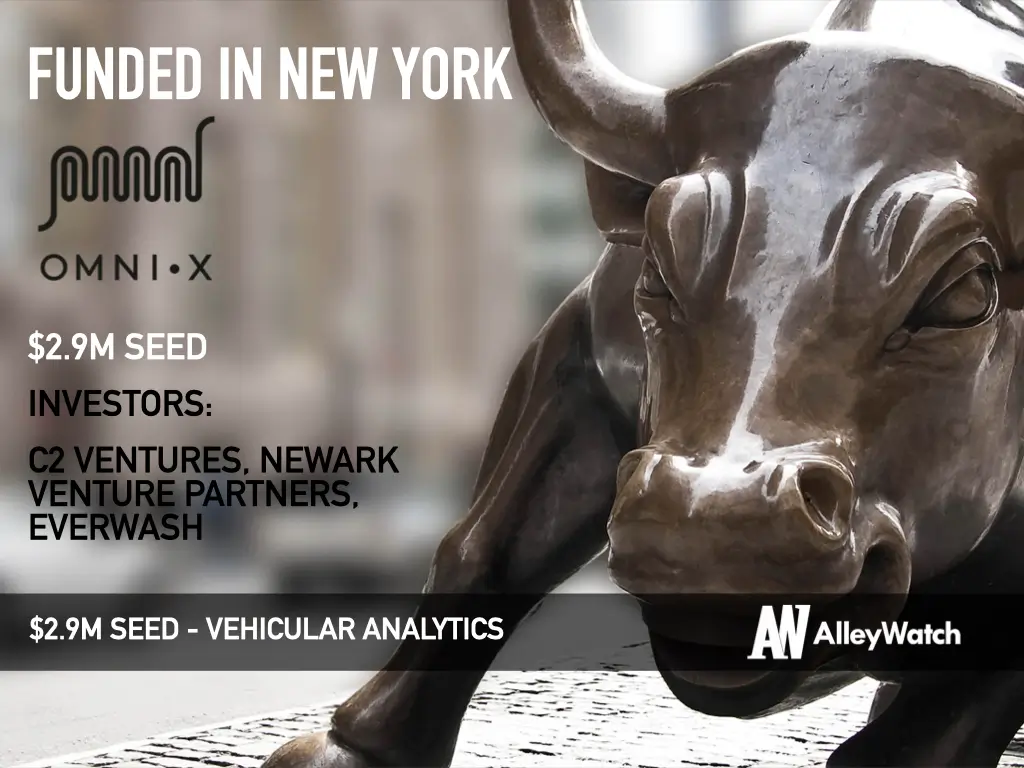 FUNDED IN NEW YORK
OMNI•X
$2.9M SEED
INVESTORS:
C2 VENTURES, NEWARK
VENTURE PARTNERS,
EVERWASH
$2.9M SEED - VEHICULAR ANALYTICS
AW AlleyWatch